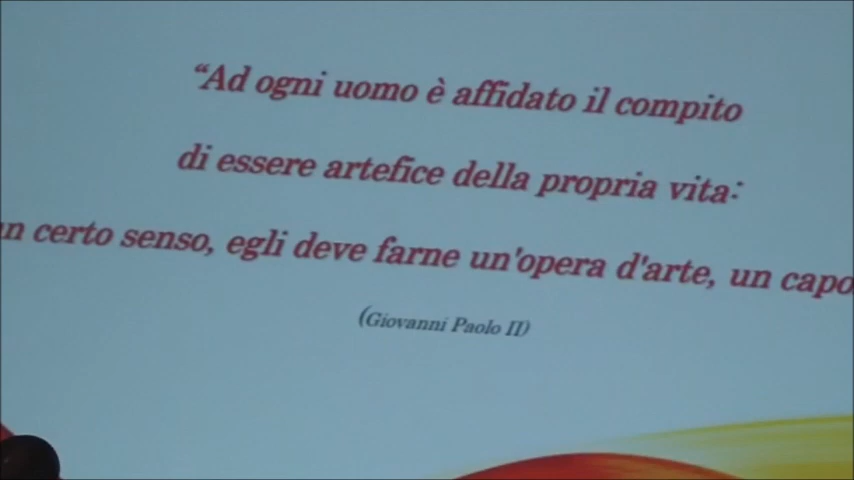 “Ad ogni uomo è affidato il compito
di essere artefice della propria vita:
certo senso, egli deve farne un'opera d'arte, un capo
(Giovanni Paolo II)